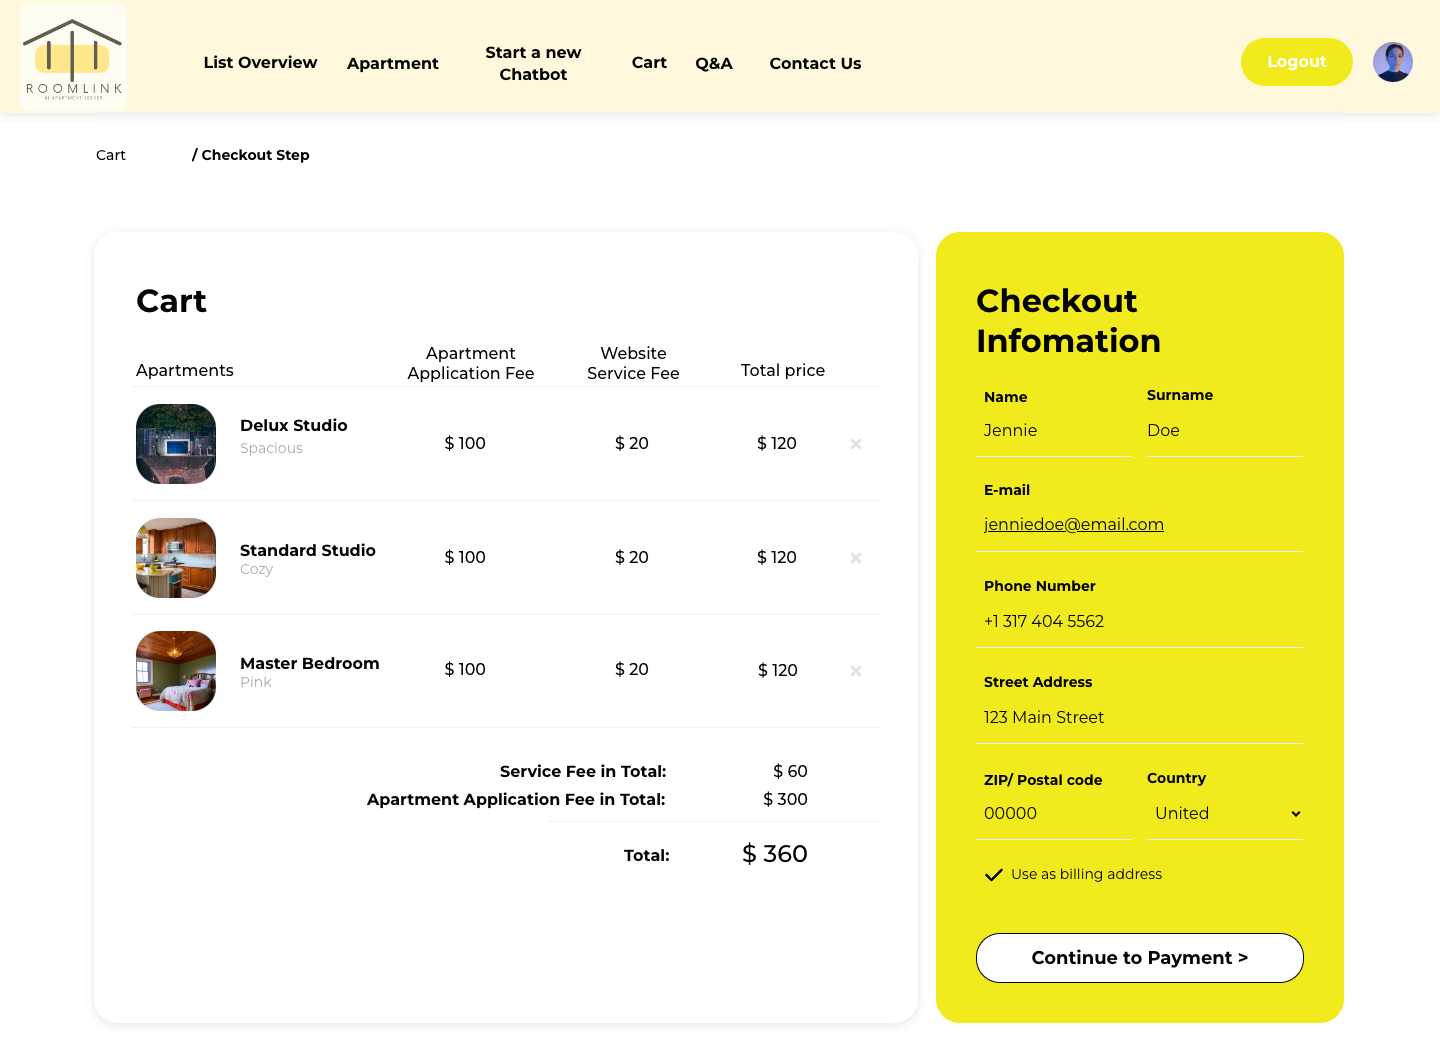 ROOMLINK
AI APARTMENT SEEKER
List Overview
Apartment
Start a new
Chatbot
Cart
Q&A
Contact Us
Logout
Cart
/ Checkout Step
Cart
Apartments
Apartment
Application Fee
Website
Service Fee
Total price
Delux Studio
Spacious
$ 100
$ 20
$ 120
Standard Studio
Cozy
$ 100
$ 20
$ 120
Master Bedroom
Pink
$ 100
$ 20
$ 120
Service Fee in Total:
$ 60
Apartment Application Fee in Total:
$ 300
Total:
$ 360
Checkout
Infomation
Name
Surname
Jennie
Doe
E-mail
jenniedoe@email.com
Phone Number
+1 317 404 5562
Street Address
123 Main Street
ZIP/ Postal code
Country
00000
United
Use as billing address
Continue to Payment >